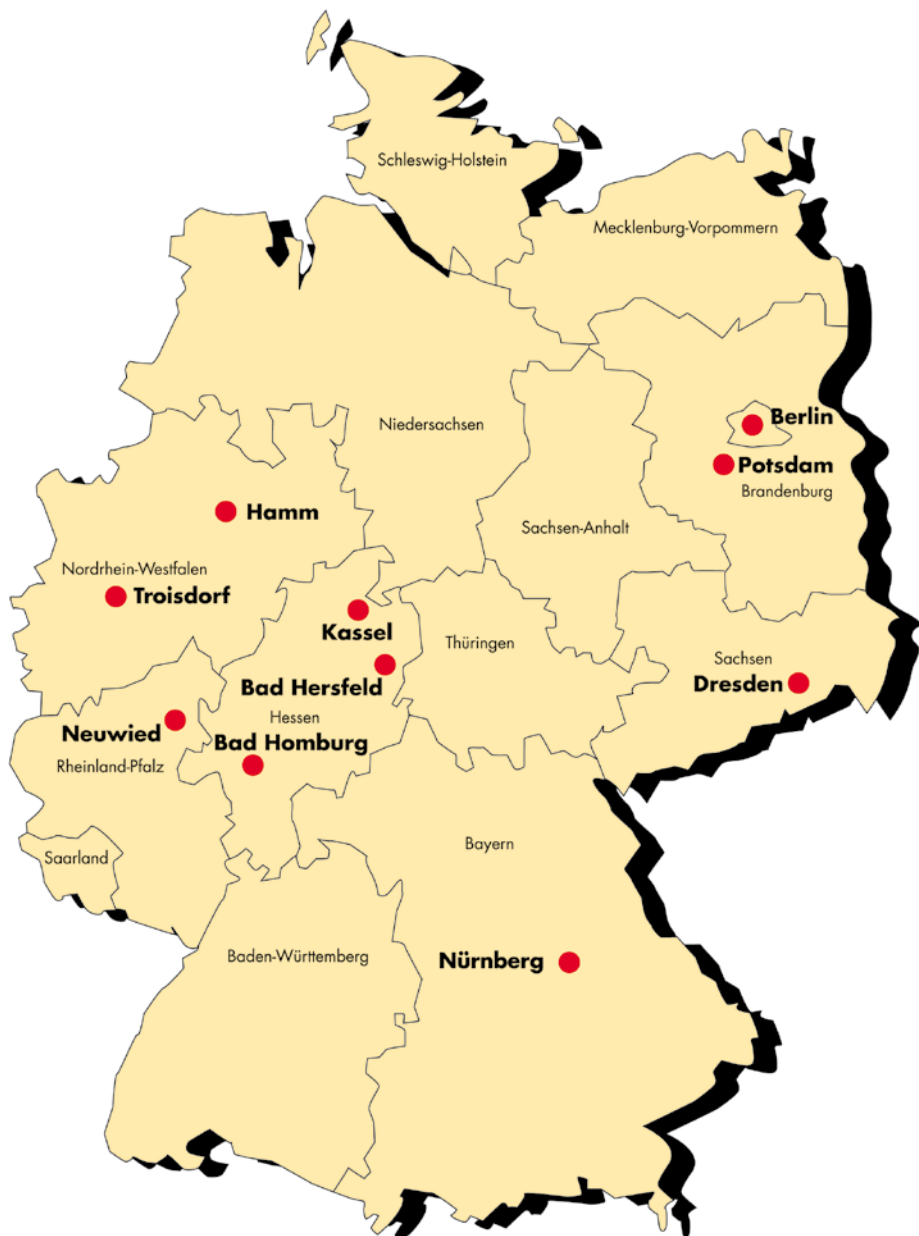 Schleswig-Holstein
Mecklenburg-Vorpommern
Niedersachsen
Berlin
Potsdam
Brandenburg
Hamm
Sachsen-Anhalt
Nordrhein-Westfalen
Troisdorf
Kassel
Thüringen
Sachsen
Dresden
Bad Hersfeld
Hessen
Neuwied
Bad Homburg
Rheinland-Pfalz
Saarland
Bayern
Baden-Württemberg
Nürnberg